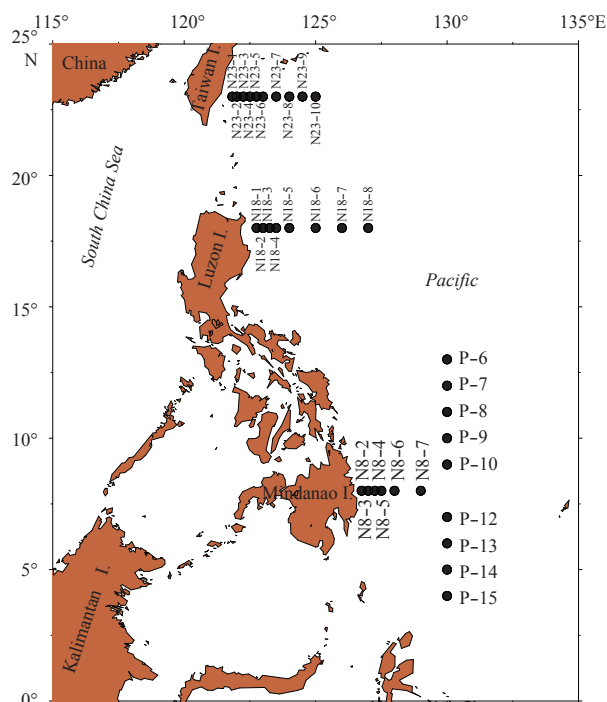 115°
120°
125°
130°
135°E
25°
N
China
Taiwan I.
N23-1
N23-3
N23-5
N23-7
N23-9
N23-2
N23-4
N23-6
N23-8
N23-10
20°
South China Sea
N18-1
N18-3
N18-5
N18-6
N18-7
N18-8
N18-2
N18-4
Luzon I.
Pacific
15°
P-6
P-7
P-8
P-9
P-10
10°
N8-2
N8-4
N8-6
N8-7
Mindanao I.
N8-3
N8-5
P-12
P-13
P-14
P-15
5°
Kalimantan I.
0°